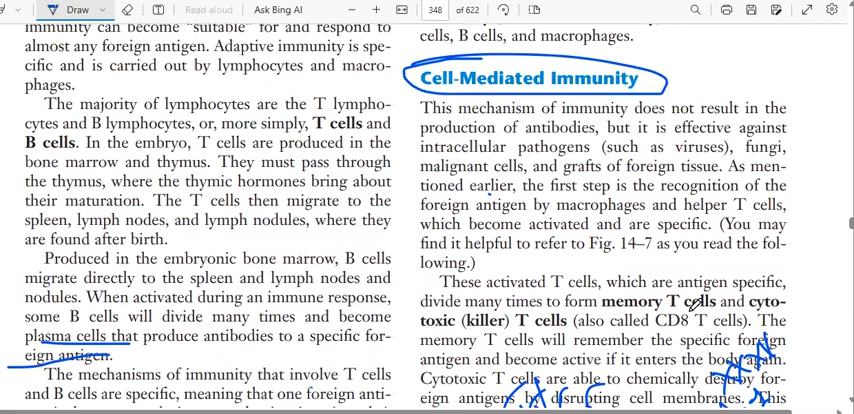 Draw
Read aloud
Ask Bing AI
348
of 622
immunity can become “suitable” for and respond to
almost any foreign antigen. Adaptive immunity is spe-
cific and is carried out by lymphocytes and macro-
phages.
The majority of lymphocytes are the T lympho-
cytes and B lymphocytes, or, more simply, T cells and
B cells. In the embryo, T cells are produced in the
bone marrow and thymus. They must pass through
the thymus, where the thymic hormones bring about
their maturation. The T cells then migrate to the
spleen, lymph nodes, and lymph nodules, where they
are found after birth.
Produced in the embryonic bone marrow, B cells
migrate directly to the spleen and lymph nodes and
nodules. When activated during an immune response,
some B cells will divide many times and become
plasma cells that produce antibodies to a specific for-
eign antigen.
The mechanisms of immunity that involve T cells
and B cells are specific, meaning that one foreign anti-
cells, B cells, and macrophages.
Cell-Mediated Immunity
This mechanism of immunity does not result in the
production of antibodies, but it is effective against
intracellular pathogens (such as viruses), fungi,
malignant cells, and grafts of foreign tissue. As men-
tioned earlier, the first step is the recognition of the
foreign antigen by macrophages and helper T cells,
which become activated and are specific. (You may
find it helpful to refer to Fig. 14–7 as you read the fol-
lowing.)
These activated T cells, which are antigen specific,
divide many times to form memory T cells and cyto-
toxic (killer) T cells (also called CD8 T cells). The
memory T cells will remember the specific foreign
antigen and become active if it enters the body again.
Cytotoxic T cells are able to chemically destroy for-
eign antigens by disrupting cell membranes. This